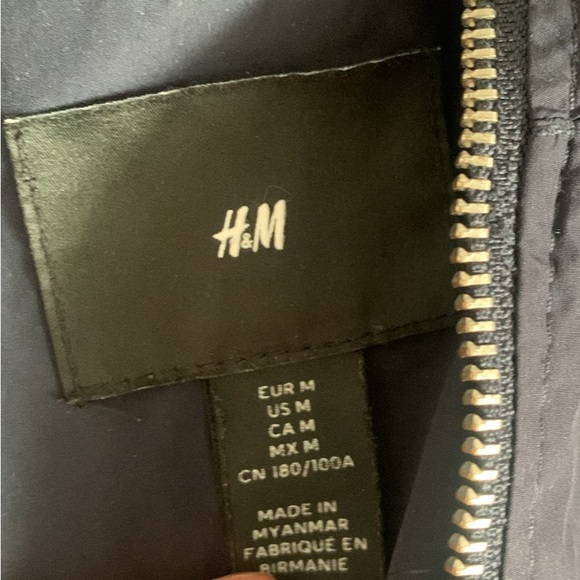 H&M
EUR M
US M
CA M
MX M
CN 180/100A
MADE IN
MYANMAR
FABRIQUÉ EN
BIRMANIE